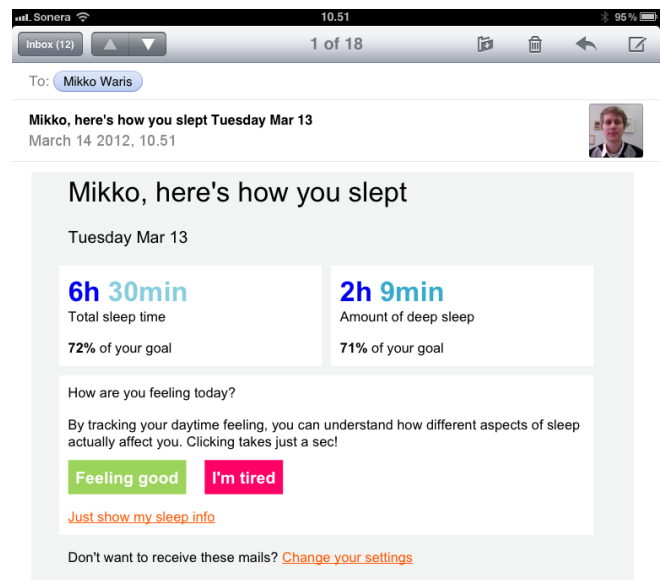 Sonera 10.51 95%
Inbox (12) 1 of 18
To: Mikko Waris
Mikko, here's how you slept Tuesday Mar 13
March 14 2012, 10.51
Mikko, here's how you slept
Tuesday Mar 13
6h 30min
Total sleep time
72% of your goal
2h 9min
Amount of deep sleep
71% of your goal
How are you feeling today?
By tracking your daytime feeling, you can understand how different aspects of sleep
actually affect you. Clicking takes just a sec!
Feeling good I'm tired
Just show my sleep info
Don't want to receive these mails? Change your settings